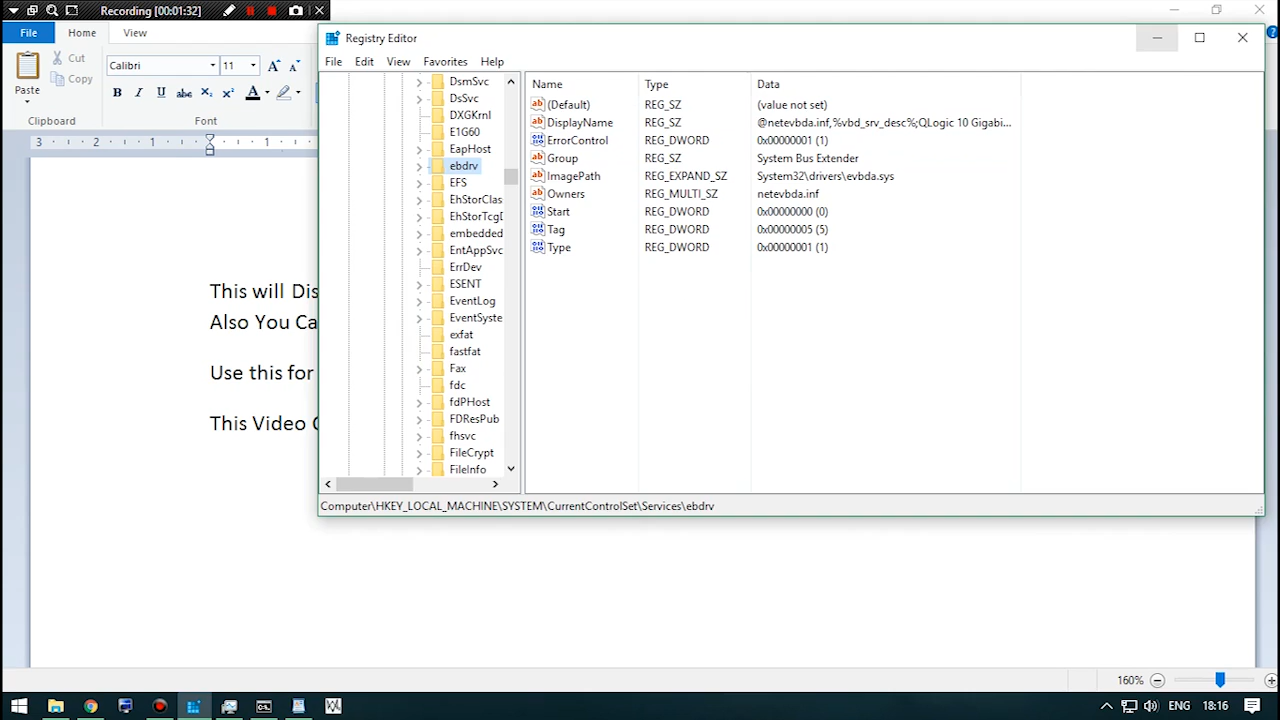 Recording [00:01:32]
File Home View
Cut
Copy
Paste
Calibri 11
Clipboard
Font
3 2 1 1
This will Dis
Also You Ca
Use this for
This Video
Registry Editor
File Edit View Favorites Help
DsmSvc
DsSvc
DXGKrnl
E1G60
EapHost
ebdrv
EFS
EhStorClas
EhStorTcgD
embedded
EntAppSvc
ErrDev
ESENT
EventLog
EventSyste
exfat
fastfat
Fax
fdc
fdPHost
FDResPub
fhsvc
FileCrypt
FileInfo
Name Type Data
(Default) REG_SZ (value not set)
DisplayName REG_SZ @netevbda.inf,%vbd_srv_desc%;QLogic 10 Gigabi...
ErrorControl REG_DWORD 0x00000001 (1)
Group REG_SZ System Bus Extender
ImagePath REG_EXPAND_SZ System32\drivers\evbda.sys
Owners REG_MULTI_SZ netevbda.inf
Start REG_DWORD 0x00000000 (0)
Tag REG_DWORD 0x00000005 (5)
Type REG_DWORD 0x00000001 (1)
Computer\HKEY_LOCAL_MACHINE\SYSTEM\CurrentControlSet\Services\ebdrv
160%
ENG 18:16